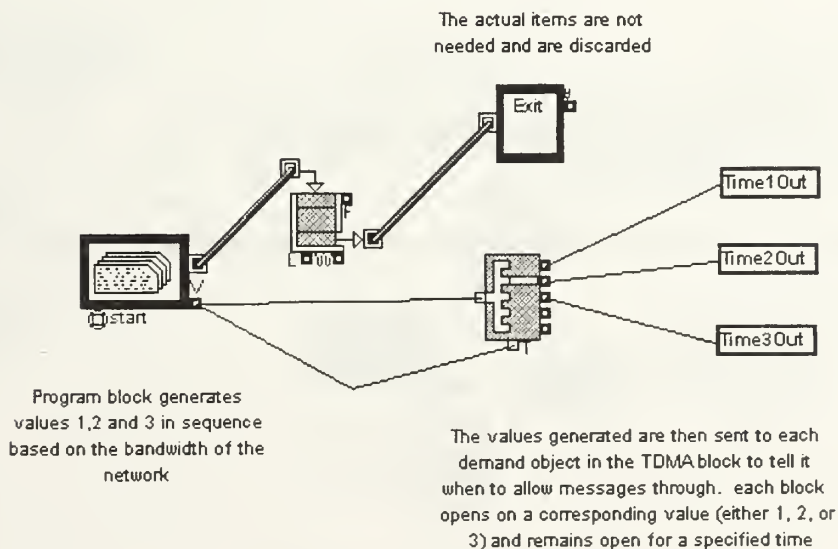 The actual items are not
needed and are discarded
Exit
Time1Out
F
L U U
V
Time2Out
start
T
Time3Out
Program block generates
values 1,2 and 3 in sequence
based on the bandwidth of the
network
The values generated are then sent to each
demand object in the TDMA block to tell it
when to allow messages through. each block
opens on a corresponding value (either 1, 2, or
3) and remains open for a specified time